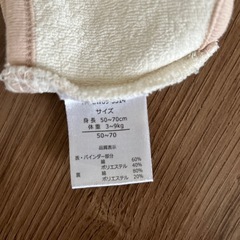 サイズ
身長 50~70cm
体重 3~9kg
50~70
品質表示
表・バインダー部分
綿 60%
ポリエステル 40%
裏 綿 80%
ポリエステル 20%